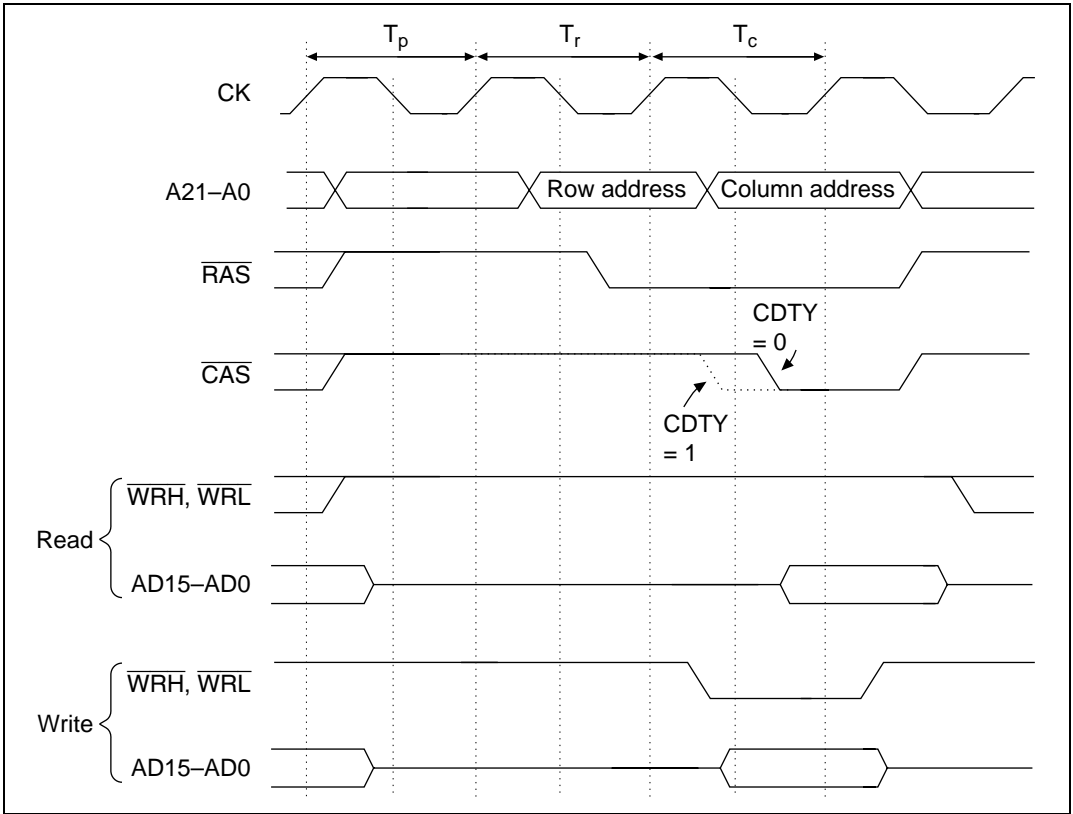 Tp Tr Tc
CK
A21–A0 Row address Column address
RAS
CDTY
= 0
CAS
CDTY
= 1
WRH, WRL
Read
AD15–AD0
WRH, WRL
Write
AD15–AD0